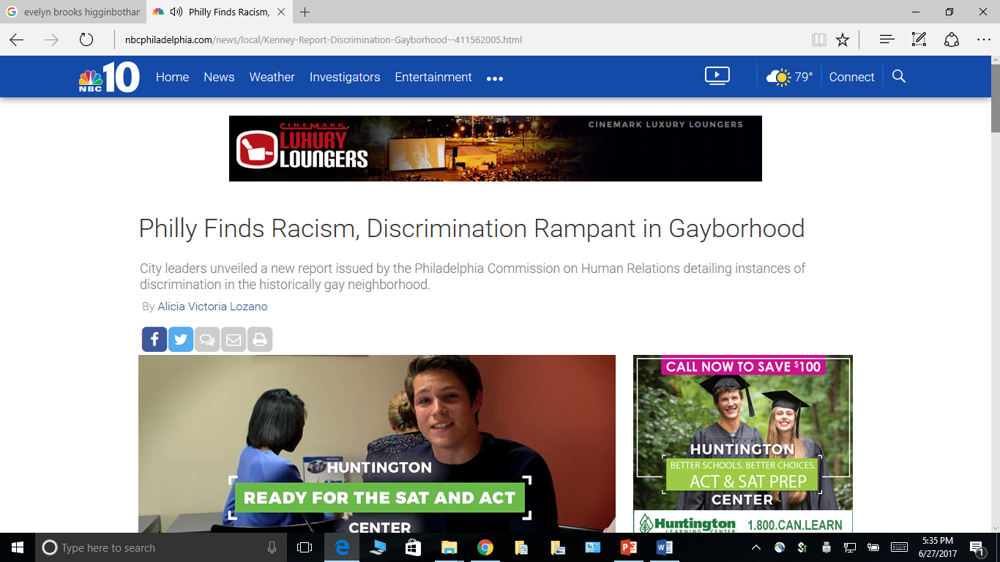 evelyn brooks higginbothar
Philly Finds Racism,
nbcphiladelphia.com/news/local/Kenney-Report-Discrimination-Gayborhood--411562005.html
NBC 10
Home News Weather Investigators Entertainment
79° Connect
CINEMARK
LUXURY
LOUNGERS
CINEMARK LUXURY LOUNGERS
Philly Finds Racism, Discrimination Rampant in Gayborhood
City leaders unveiled a new report issued by the Philadelphia Commission on Human Relations detailing instances of
discrimination in the historically gay neighborhood.
By Alicia Victoria Lozano
HUNTINGTON
READY FOR THE SAT AND ACT
CENTER
CALL NOW TO SAVE $100
HUNTINGTON
BETTER SCHOOLS. BETTER CHOICES.
ACT & SAT PREP
CENTER
Huntington
LEARNING CENTER
1.800.CAN.LEARN
Type here to search
5:35 PM
6/27/2017
1